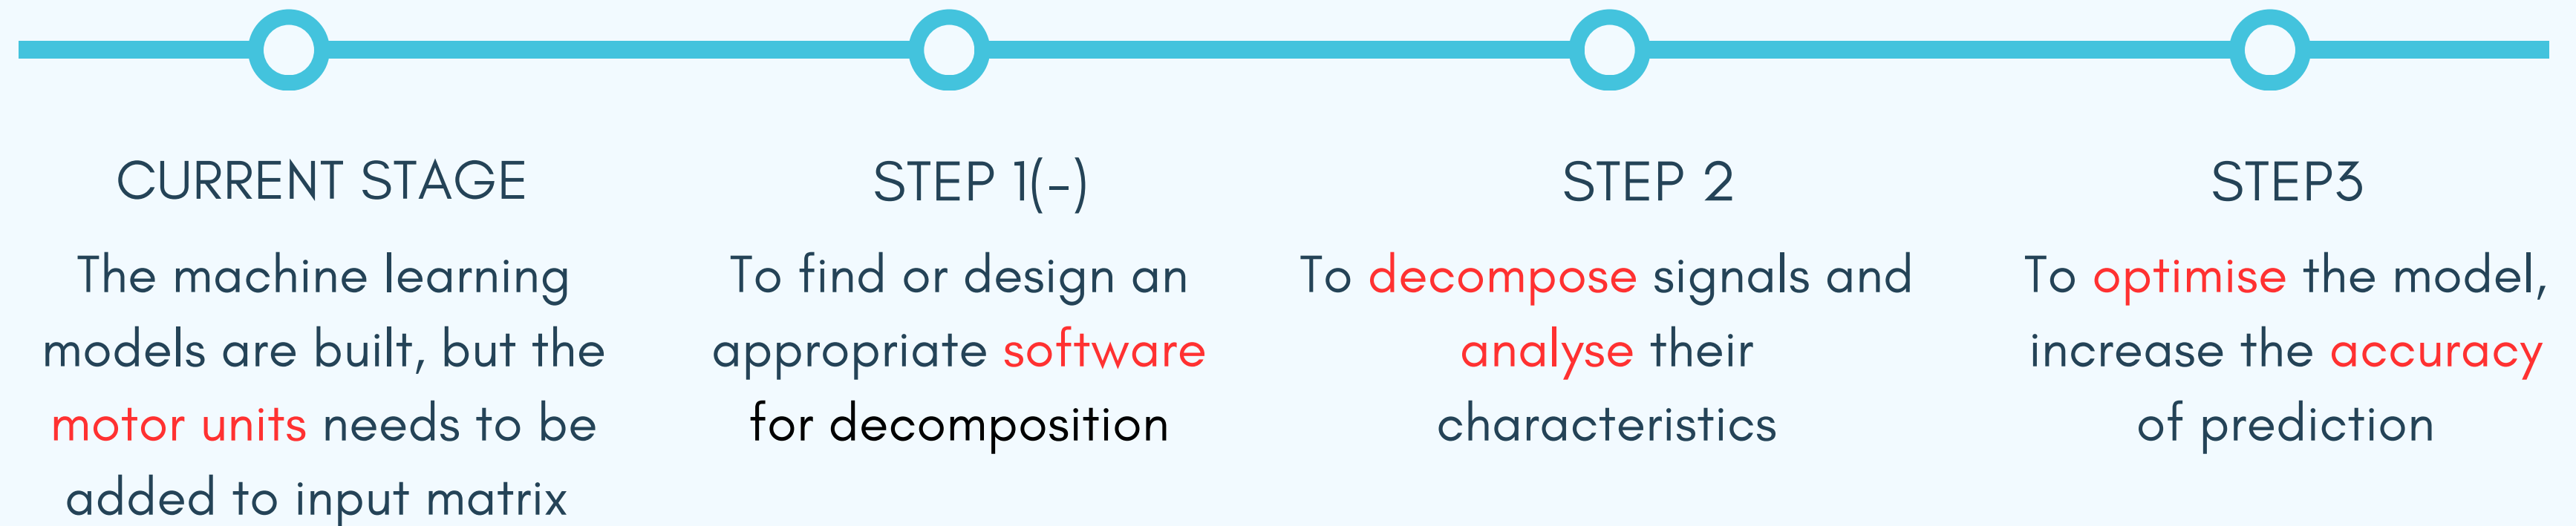 CURRENT STAGE
The machine learning
models are built, but the
motor units needs to be
added to input matrix
STEP 1(-)
To find or design an
appropriate software
for decomposition
STEP 2
To decompose signals and
analyse their
characteristics
STEP3
To optimise the model,
increase the accuracy
of prediction